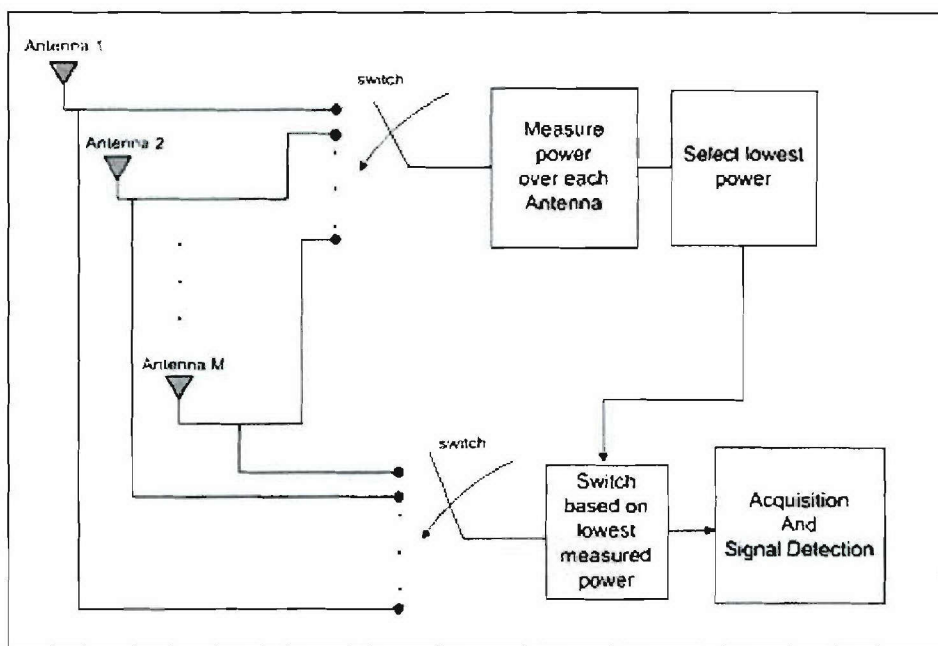 Antenna 1
switch
Measure
power
over each
Antenna
Select lowest
power
Antenna 2
Antenna M
switch
Switch
based on
lowest
measured
power
Acquisition
And
Signal Detection